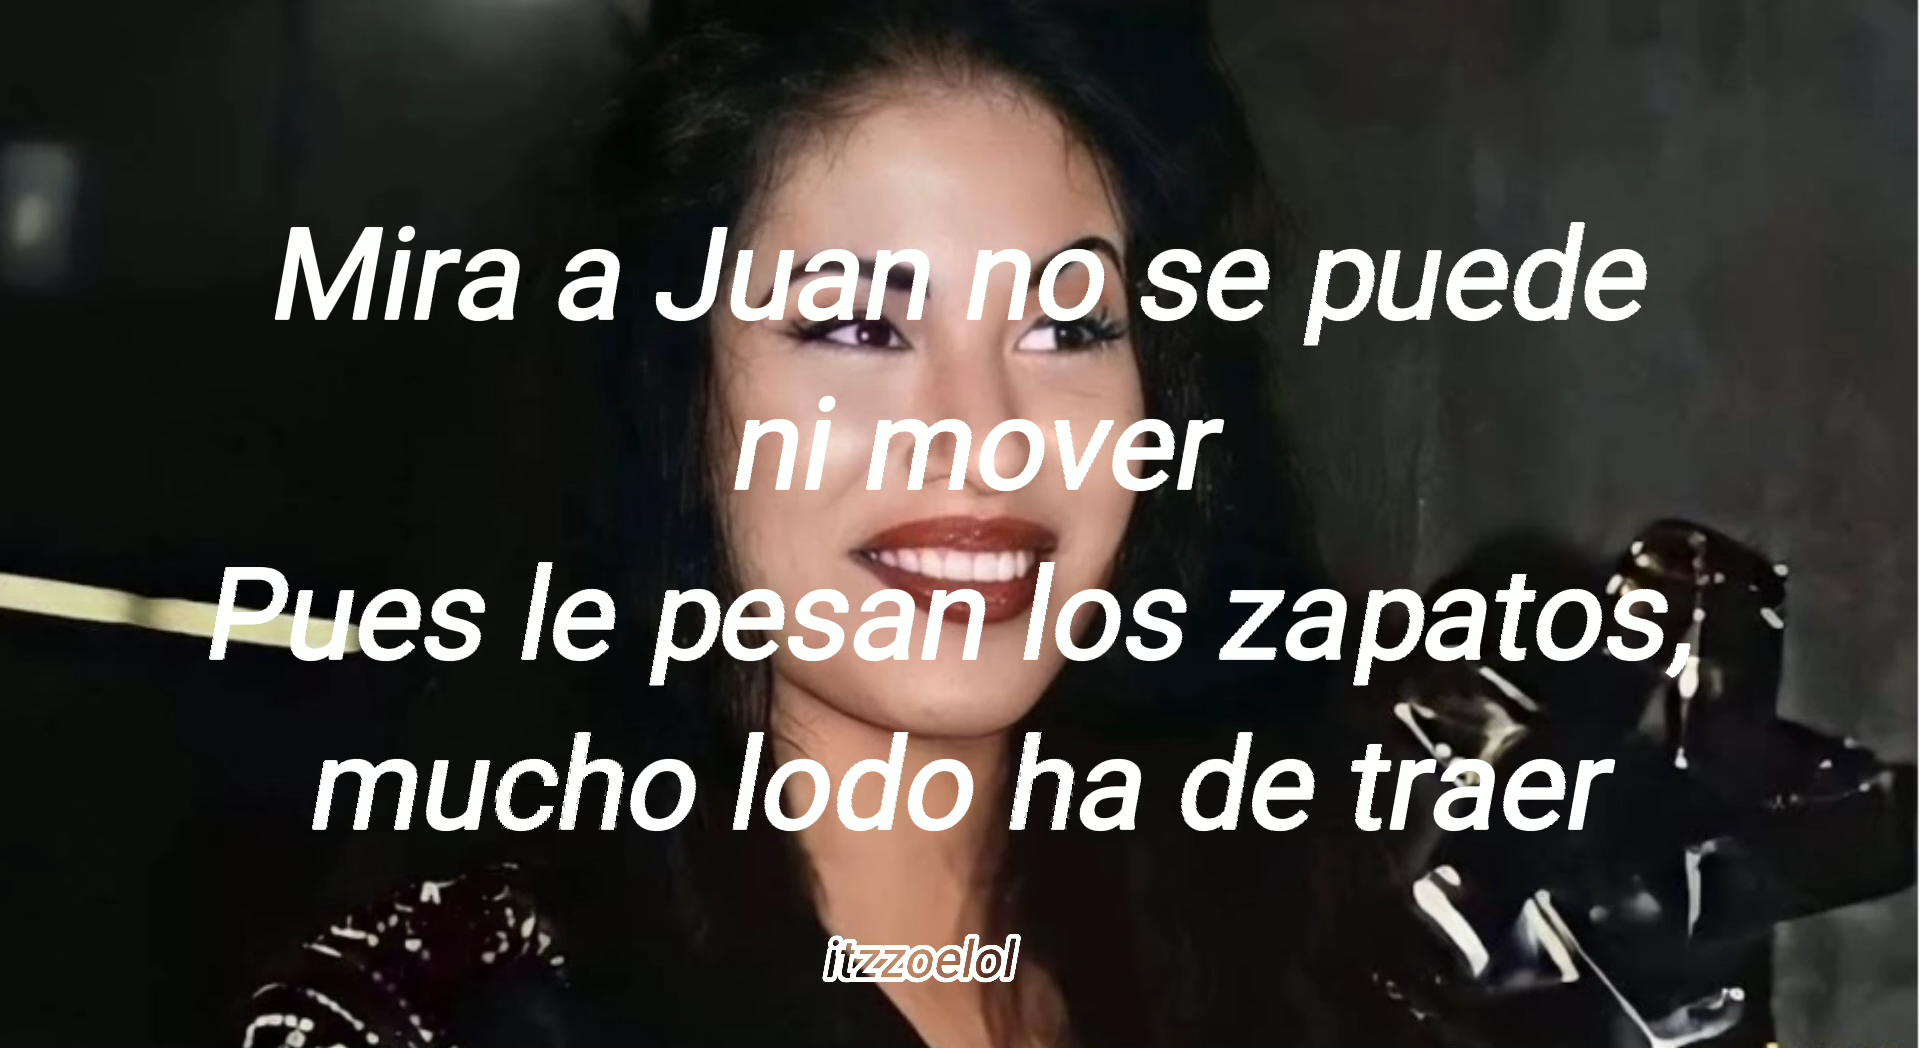 Mira a Juan no se puede
ni mover
Pues le pesan los zapatos,
mucho lodo ha de traer
itzzoelol